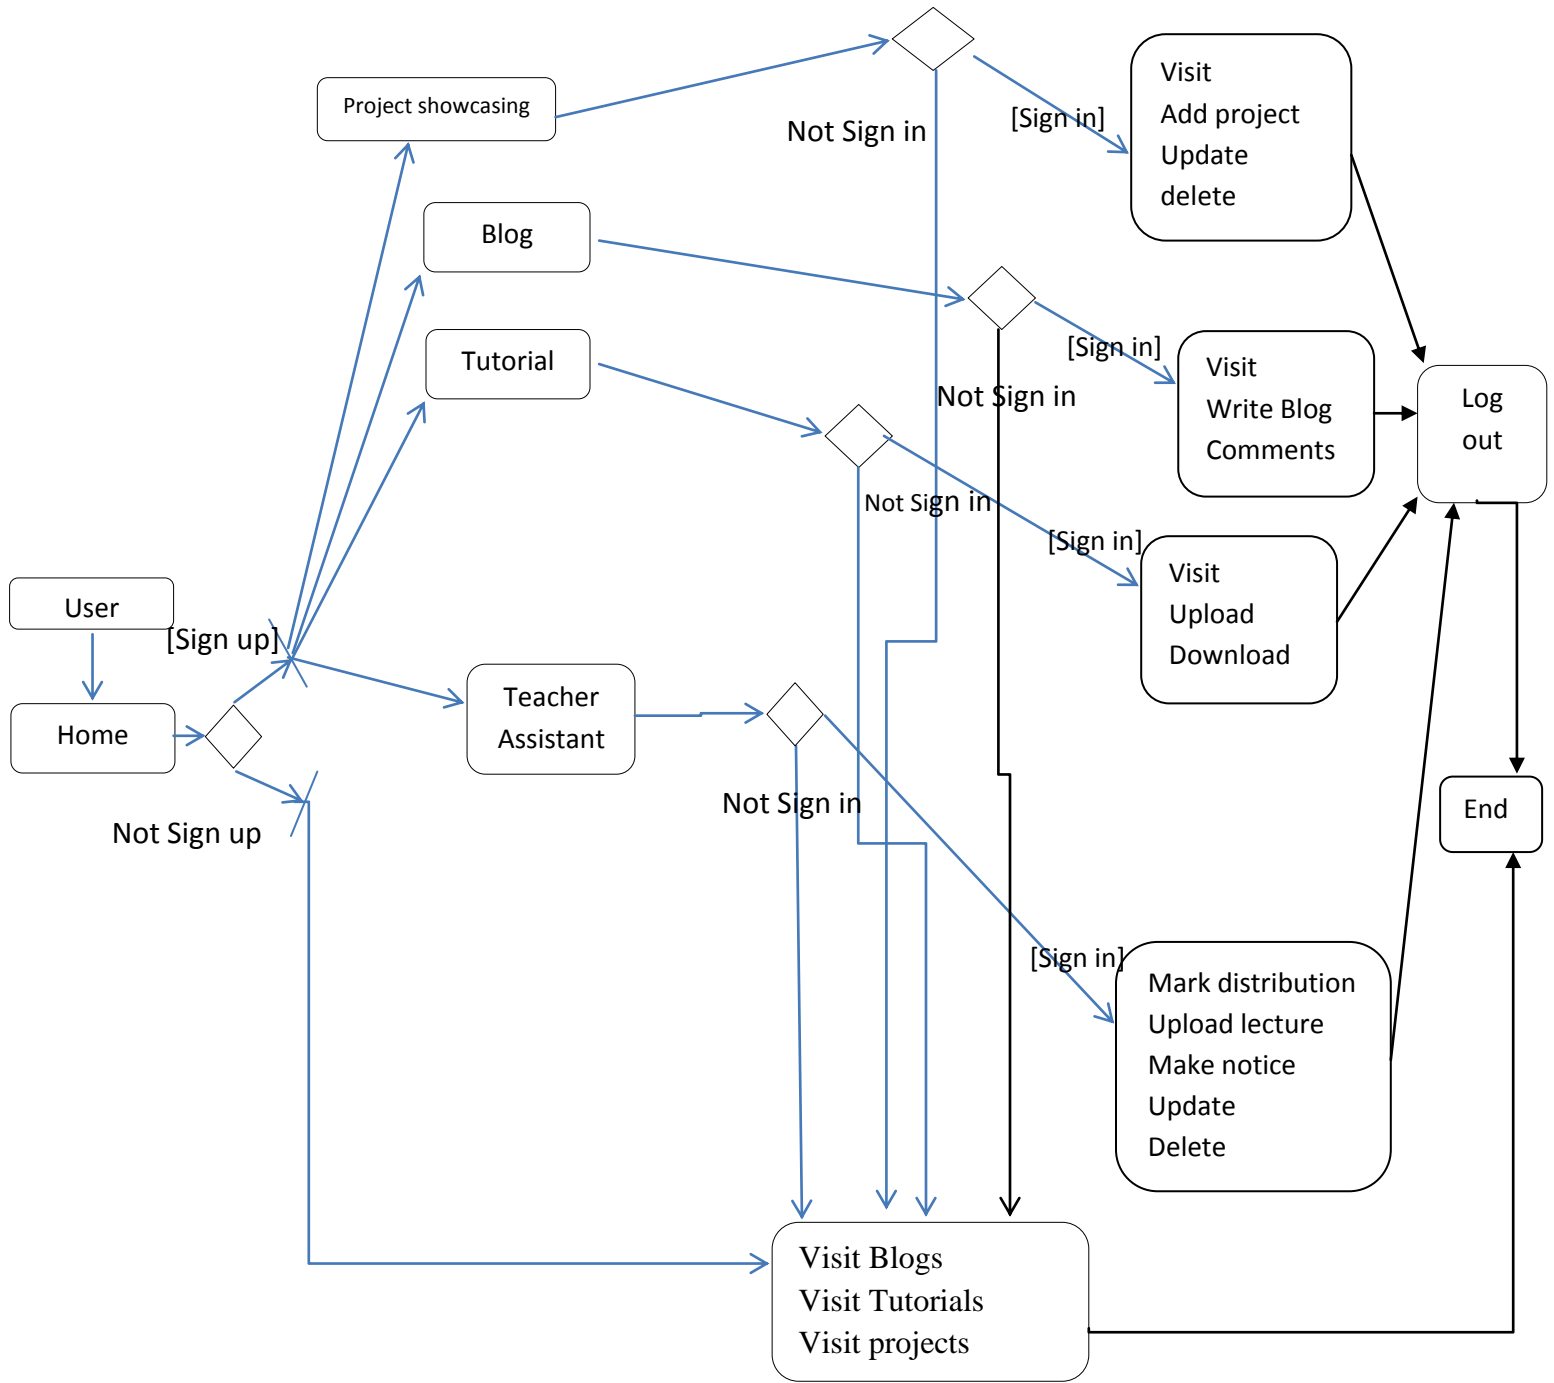 Project showcasing
Not Sign in
[Sign in]
Visit
Add project
Update
delete
Blog
[Sign in]
Not Sign in
Visit
Write Blog
Comments
Tutorial
Not Sign in
[Sign in]
Visit
Upload
Download
Log
out
User
[Sign up]
Home
Not Sign up
Teacher
Assistant
Not Sign in
[Sign in]
Mark distribution
Upload lecture
Make notice
Update
Delete
End
Visit Blogs
Visit Tutorials
Visit projects